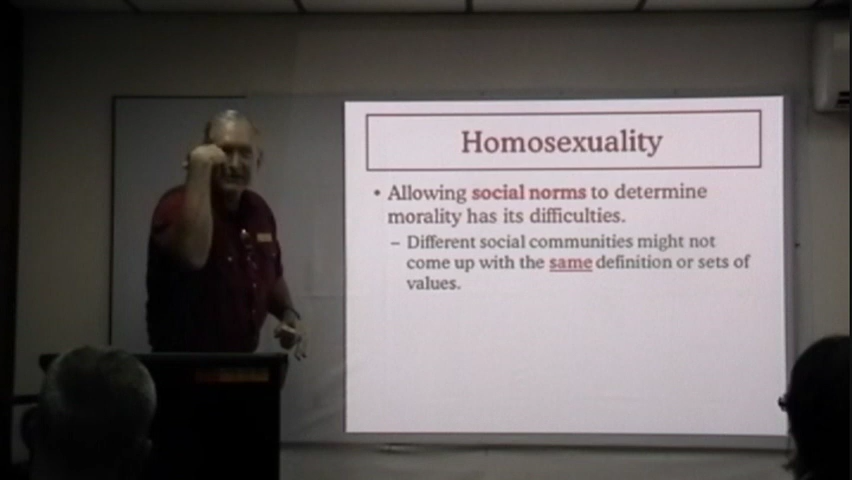 Homosexuality
• Allowing social norms to determine
morality has its difficulties.
– Different social communities might not
come up with the same definition or sets of
values.